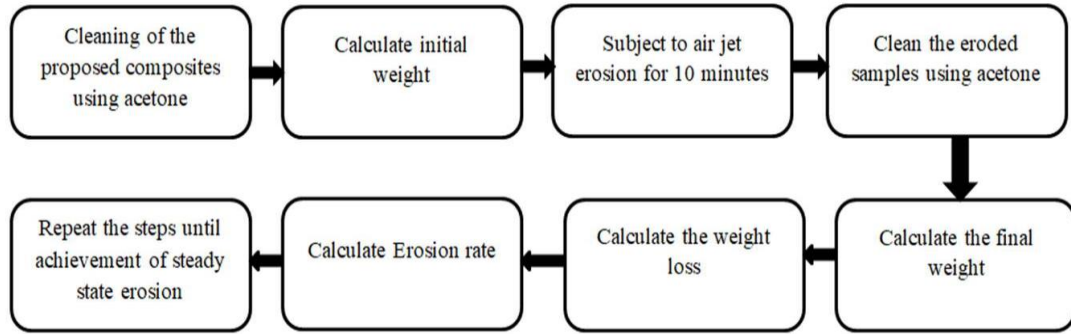 Cleaning of the
proposed composites
using acetone
Calculate initial
weight
Subject to air jet
erosion for 10 minutes
Clean the eroded
samples using acetone
Calculate the final
weight
Calculate the weight
loss
Calculate Erosion rate
Repeat the steps until
achievement of steady
state erosion